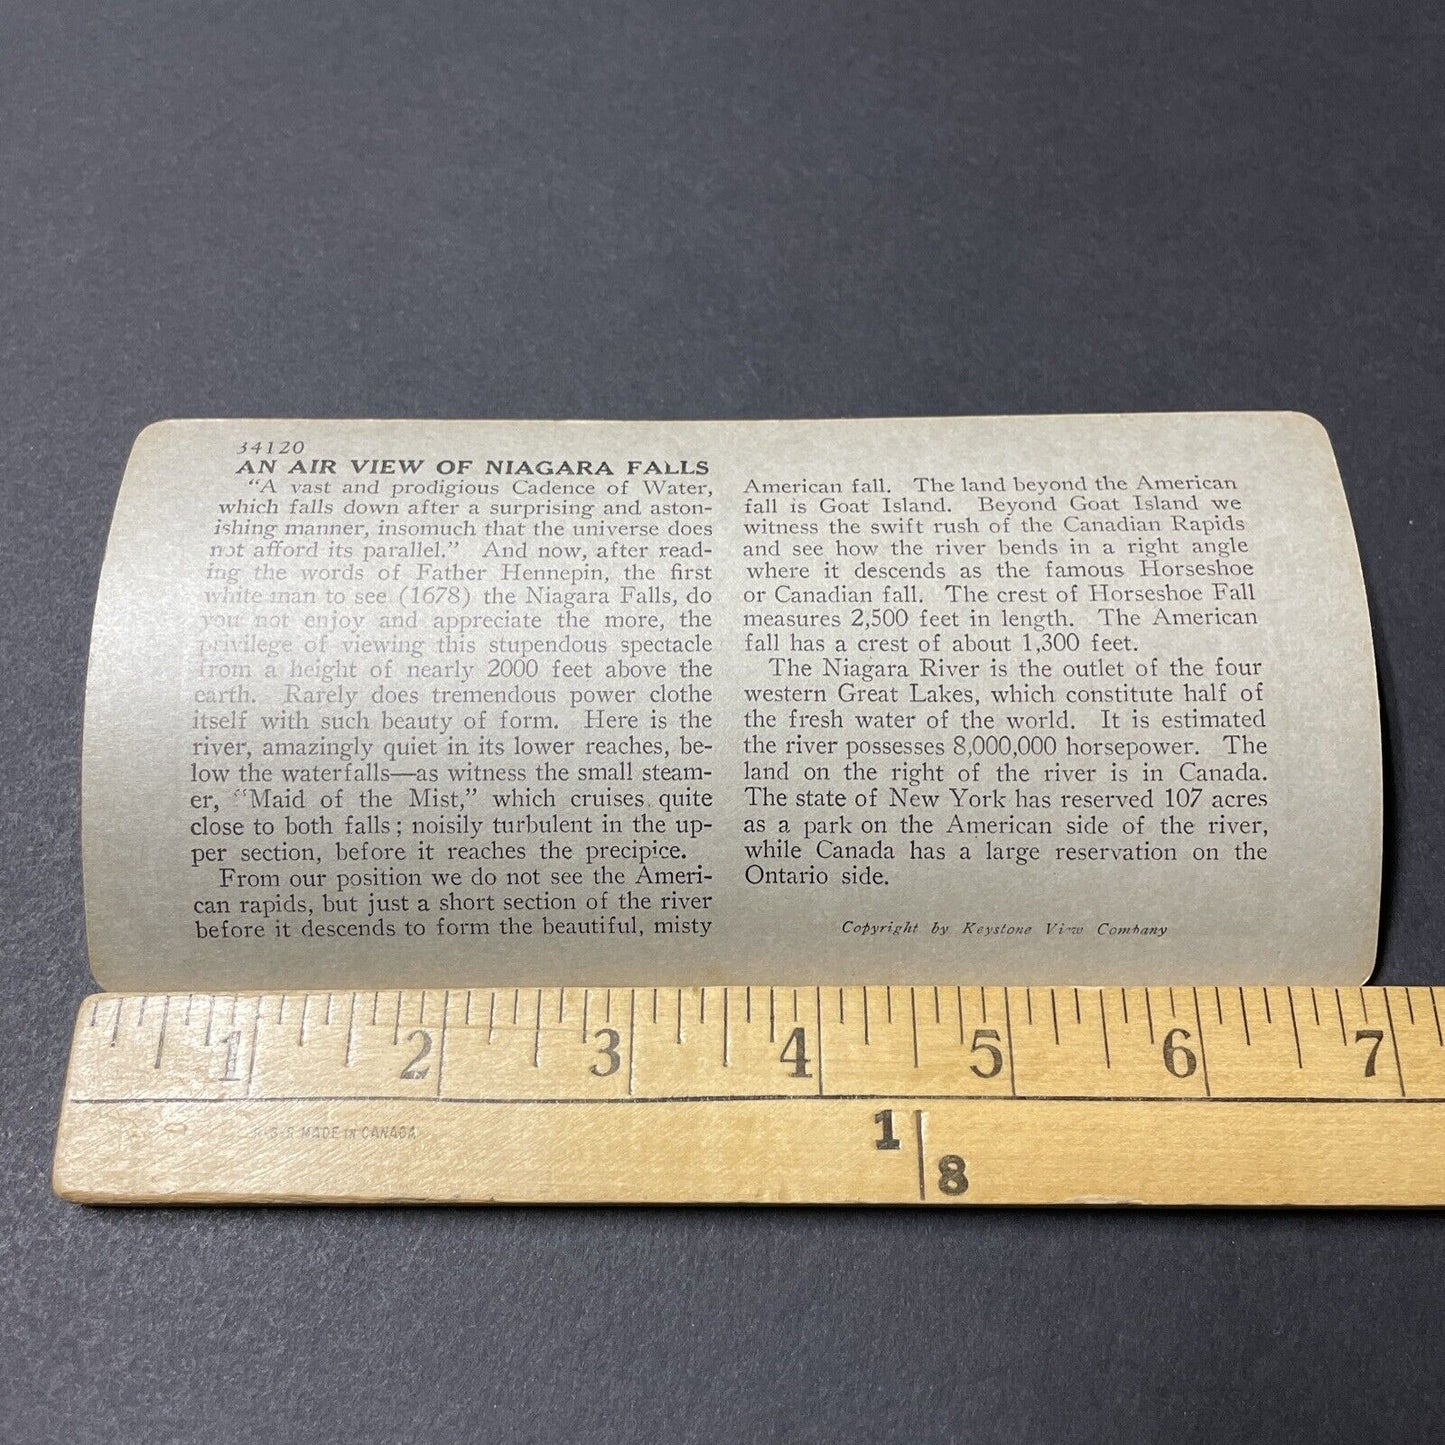 34120
AN AIR VIEW OF NIAGARA FALLS
"A vast and prodigious Cadence of Water,
which falls down after a surprising and aston-
ishing manner, insomuch that the universe does
not afford its parallel." And now, after read-
ing the words of Father Hennepin, the first
white man to see (1678) the Niagara Falls, do
you not enjoy and appreciate the more, the
privilege of viewing this stupendous spectacle
from a height of nearly 2000 feet above the
earth. Rarely does tremendous power clothe
itself with such beauty of form. Here is the
river, amazingly quiet in its lower reaches, be-
low the waterfalls—as witness the small steam-
er, "Maid of the Mist," which cruises quite
close to both falls; noisily turbulent in the up-
per section, before it reaches the precipice.
From our position we do not see the Ameri-
can rapids, but just a short section of the river
before it descends to form the beautiful, misty
American fall. The land beyond the American
fall is Goat Island. Beyond Goat Island we
witness the swift rush of the Canadian Rapids
and see how the river bends in a right angle
where it descends as the famous Horseshoe
or Canadian fall. The crest of Horseshoe Fall
measures 2,500 feet in length. The American
fall has a crest of about 1,300 feet.
The Niagara River is the outlet of the four
western Great Lakes, which constitute half of
the fresh water of the world. It is estimated
the river possesses 8,000,000 horsepower. The
land on the right of the river is in Canada.
The state of New York has reserved 107 acres
as a park on the American side of the river,
while Canada has a large reservation on the
Ontario side.
Copyright by Keystone View Company
1 2 3 4 5 6 7
MADE IN CANADA
1
8